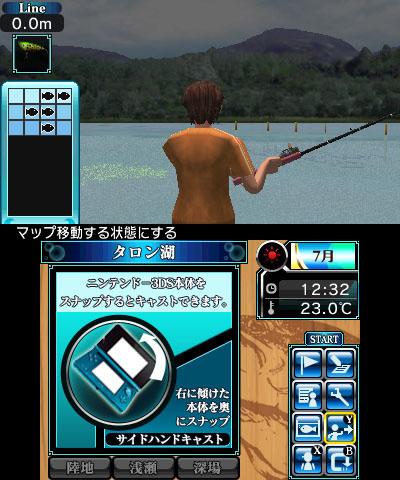 Line
0.0m
マップ移動する状態にする
タロン湖
ニンテンドー3DS本体を
スナップするとキャストできます。
右に傾けた
本体を奥
にスナップ
サイドハンドキャスト
陸地 浅瀬 深場
7月
12:32
23.0℃
START
Y
X
B